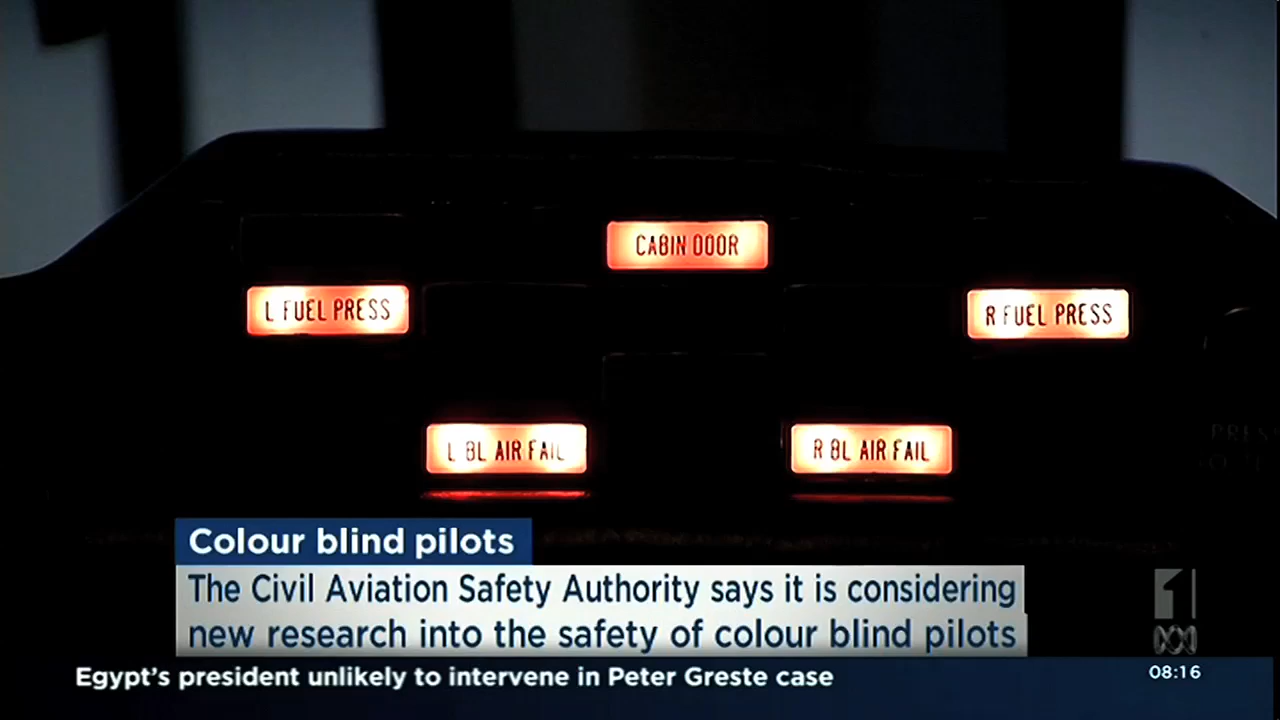 CABIN DOOR
L FUEL PRESS
R FUEL PRESS
L BL AIR FAIL
R BL AIR FAIL
Colour blind pilots
The Civil Aviation Safety Authority says it is considering
new research into the safety of colour blind pilots
1
Egypt's president unlikely to intervene in Peter Greste case
08:16